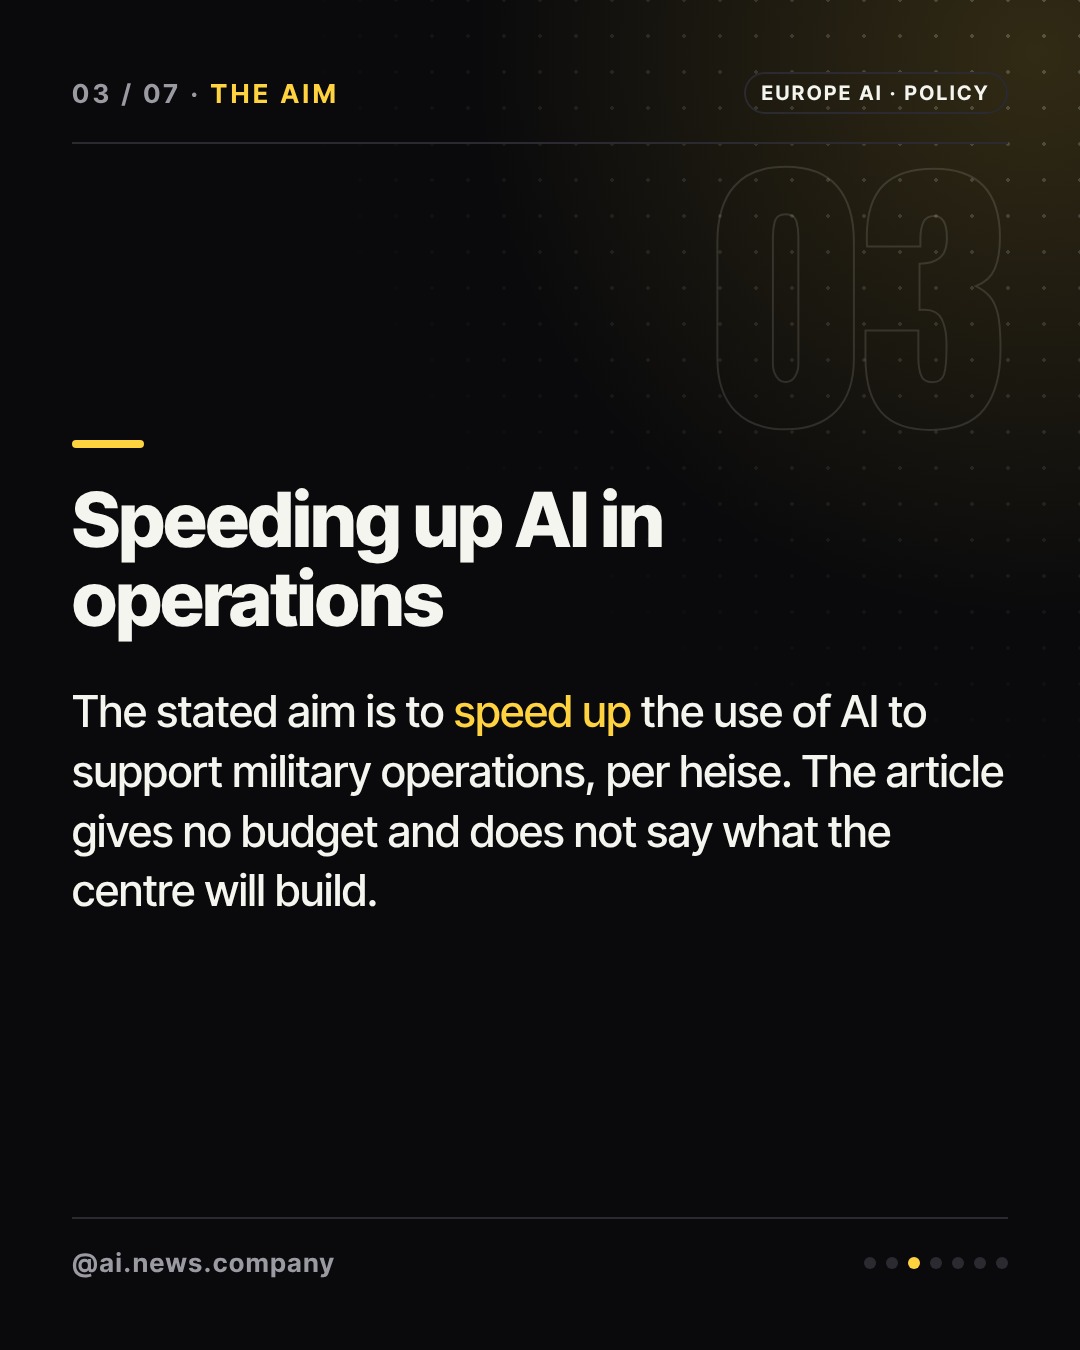 03 / 07 · THE AIM
EUROPE AI · POLICY
03
Speeding up AI in
operations
The stated aim is to speed up the use of AI to
support military operations, per heise. The article
gives no budget and does not say what the
centre will build.
@ai.news.company